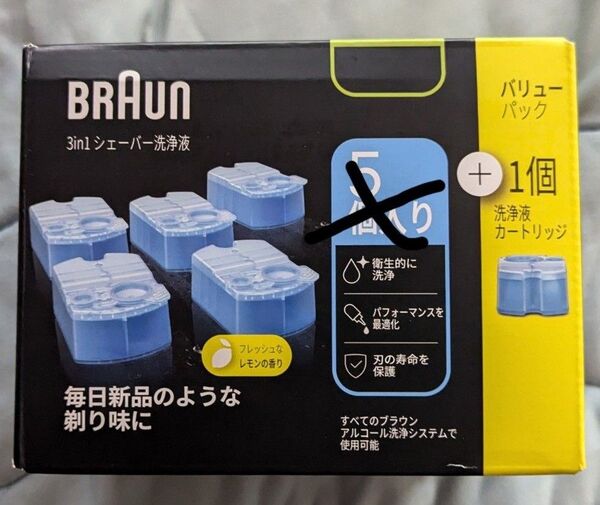 BRAUN
3in1 シェーバー洗浄液
5
個入り
衛生的に
洗浄
パフォーマンスを
最適化
刃の寿命を
保護
フレッシュな
レモンの香り
毎日新品のような
剃り味に
すべてのブラウン
アルコール洗浄システムで
使用可能
バリュー
パック
+ 1個
洗浄液
カートリッジ